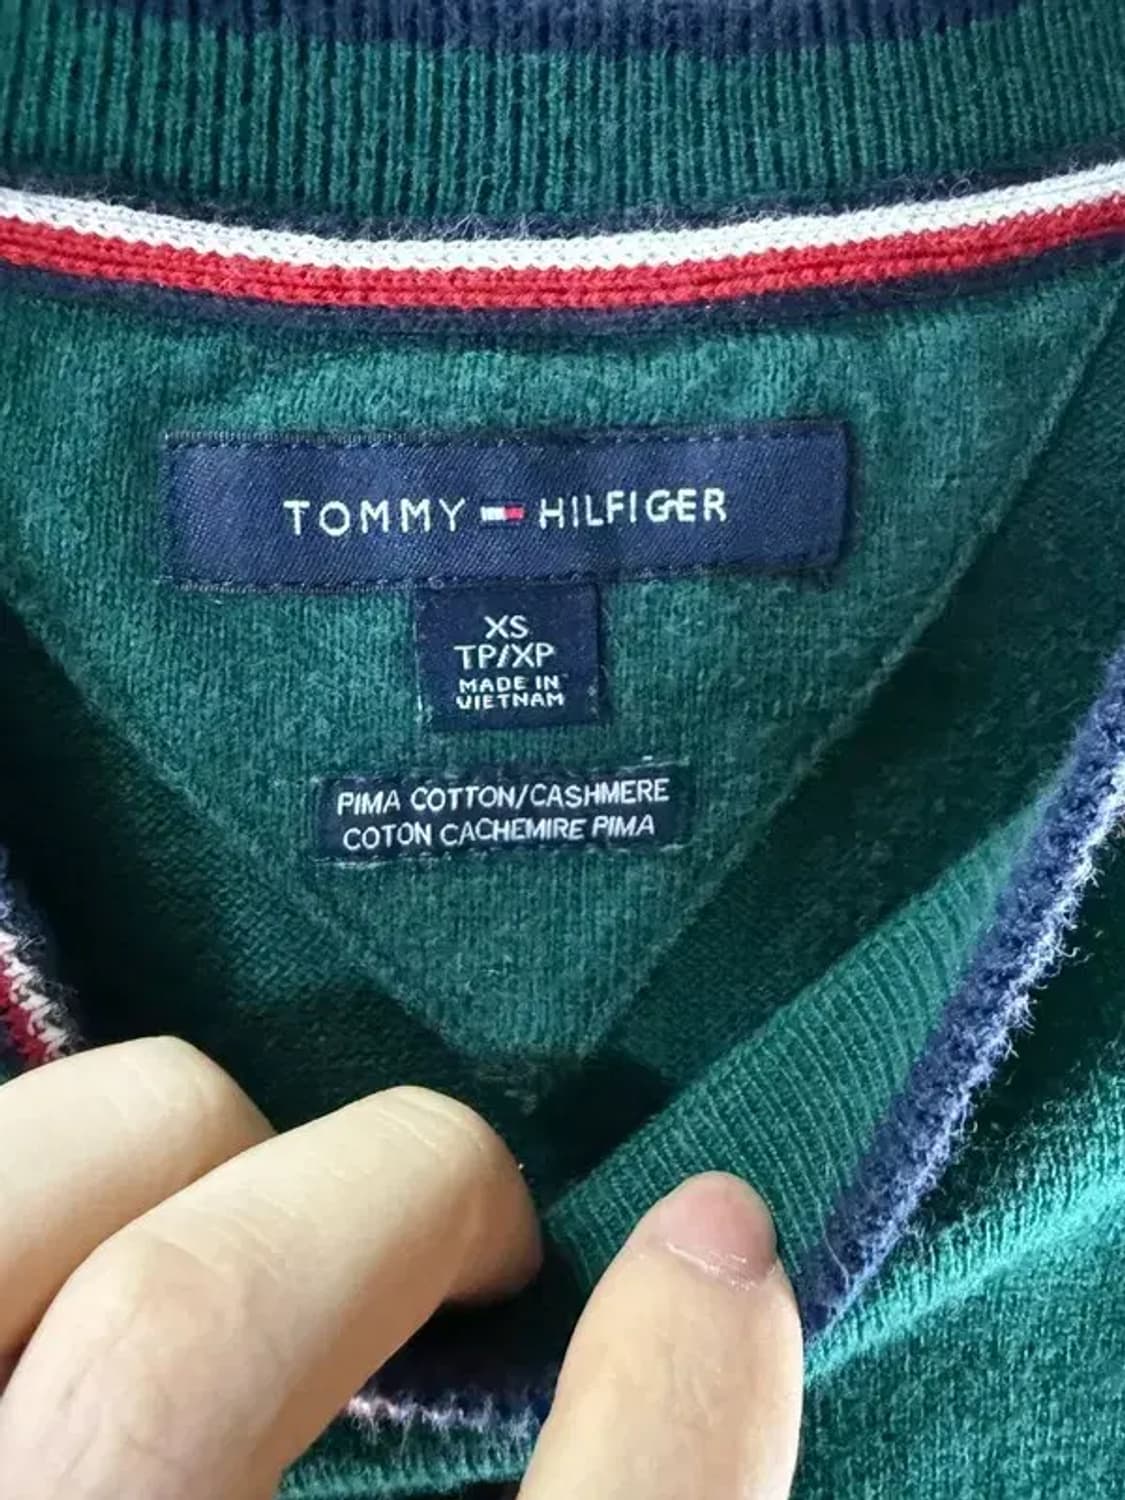 TOMMY HILFIGER
XS
TP/XP
MADE IN
VIETNAM
PIMA COTTON/CASHMERE
COTON CACHEMIRE PIMA